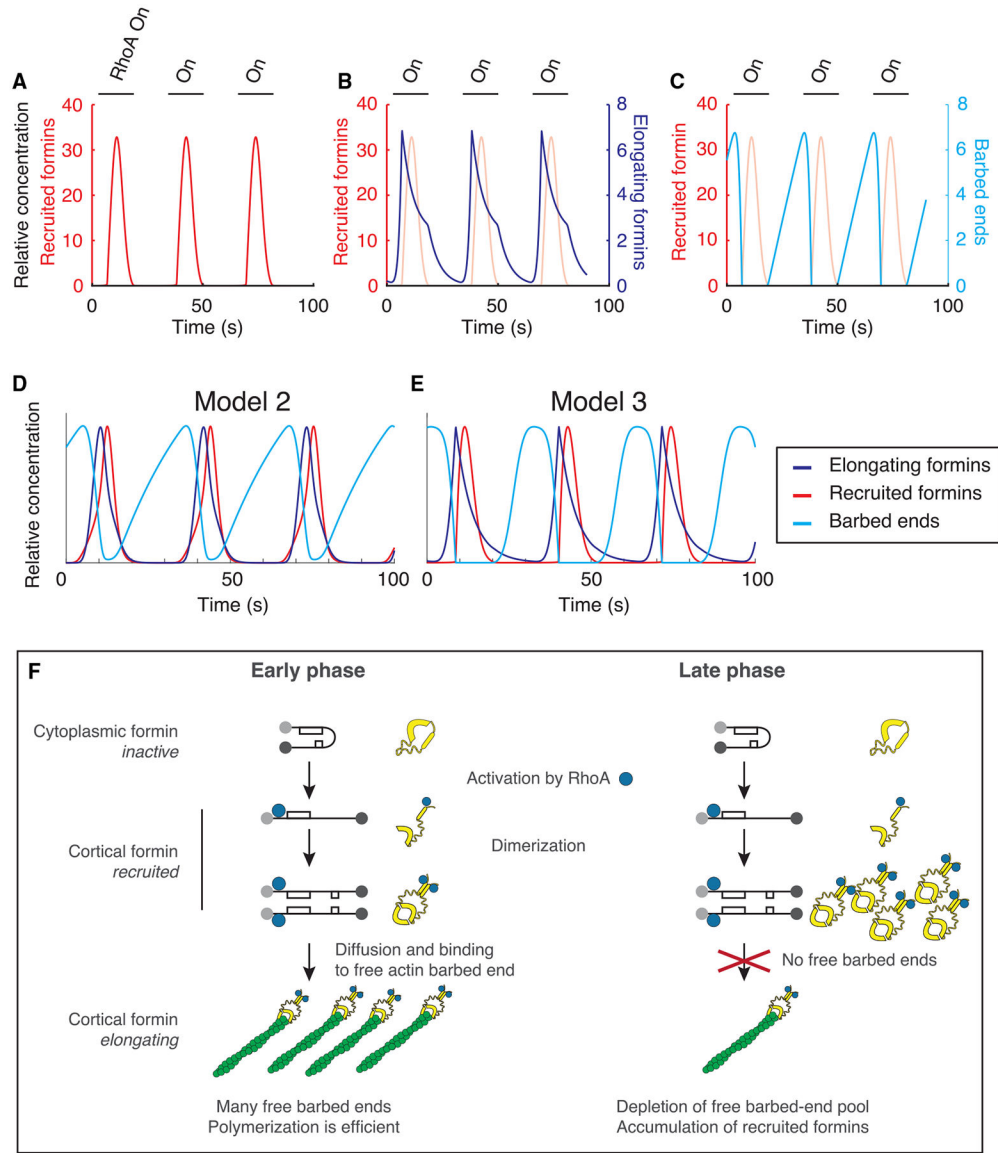 A
RhoA On
On
On
Relative concentration
Recruited formins
40
30
20
10
0
0
50
100
Time (s)
B
On
On
On
Recruited formins
40
30
20
10
0
8
6
4
2
0
Elongating formins
0
50
100
Time (s)
C
On
On
On
Recruited formin
40
30
20
10
0
8
6
4
2
0
Barbed ends
0
50
100
Time (s)
D
Model 2
Relative concentration
0
50
100
Time (s)
E
Model 3
0
50
100
Time (s)
Elongating formins
Recruited formins
Barbed ends
F
Early phase
Late phase
Cytoplasmic formin
inactive
Activation by RhoA
Cortical formin
recruited
Dimerization
Diffusion and binding
to free actin barbed end
No free barbed ends
Cortical formin
elongating
Many free barbed ends
Polymerization is efficient
Depletion of free barbed-end pool
Accumulation of recruited formins